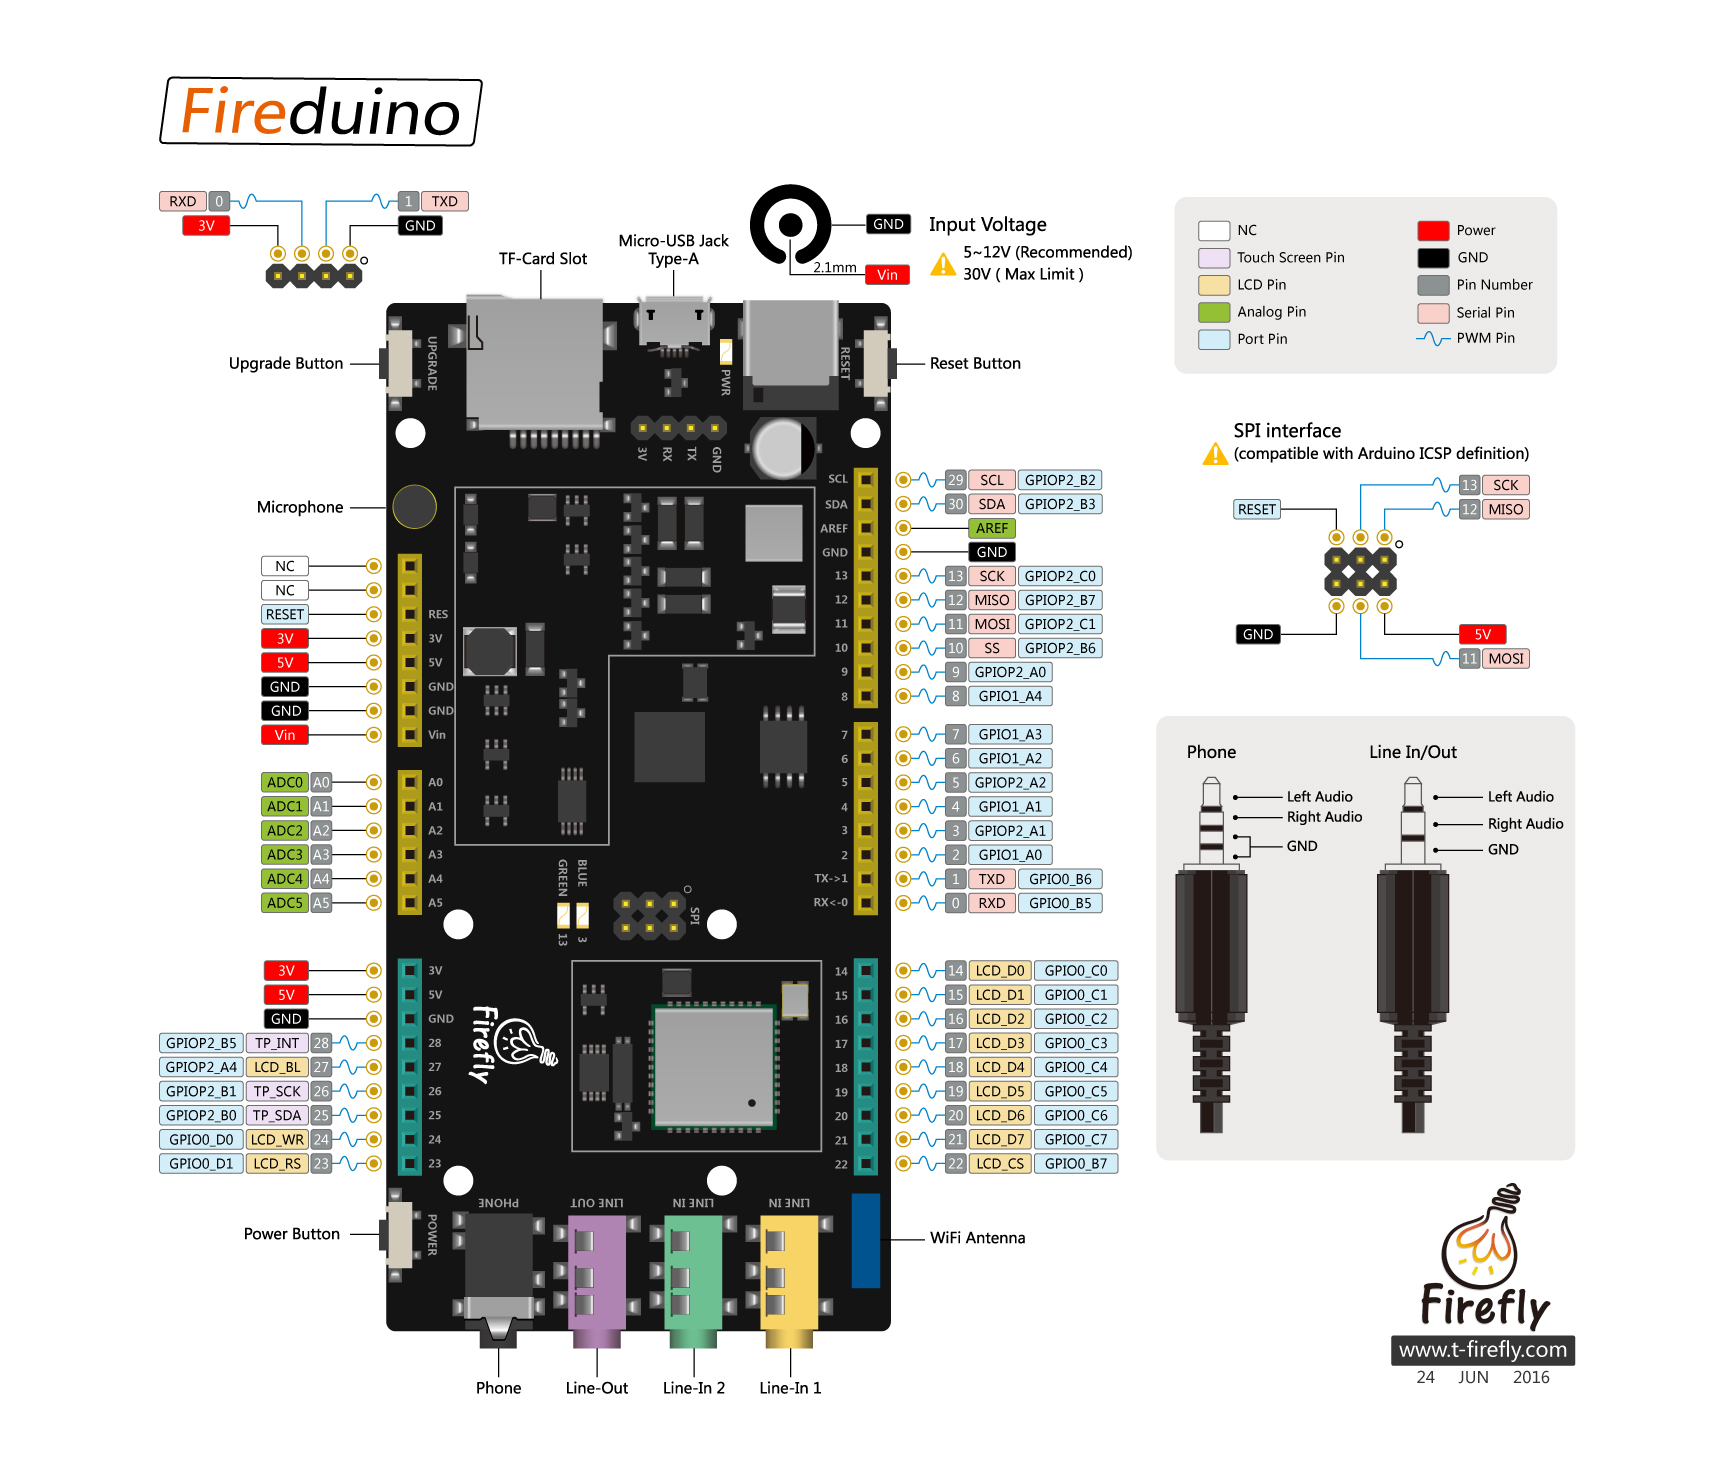 Fireduino
RXD 0 1 TXD
3V GND
TF-Card Slot
Micro-USB Jack
Type-A
GND
2.1mm
Vin
Input Voltage
5~12V (Recommended)
30V ( Max Limit )
NC
Touch Screen Pin
LCD Pin
Analog Pin
Port Pin
Power
GND
Pin Number
Serial Pin
PWM Pin
Upgrade Button
UPGRADE
PWR
RESET
Reset Button
3V RX TX GND
Microphone
NC
NC
RESET RES
3V 3V
5V 5V
GND GND
GND GND
Vin Vin
ADC0 A0 A0
ADC1 A1 A1
ADC2 A2 A2
ADC3 A3 A3
ADC4 A4 A4
ADC5 A5 A5
SCL 29 SCL GPIOP2_B2
SDA 30 SDA GPIOP2_B3
AREF AREF
GND GND
13 13 SCK GPIOP2_C0
12 12 MISO GPIOP2_B7
11 11 MOSI GPIOP2_C1
10 10 SS GPIOP2_B6
9 9 GPIOP2_A0
8 8 GPIO1_A4
7 7 GPIO1_A3
6 6 GPIO1_A2
5 5 GPIOP2_A2
4 4 GPIO1_A1
3 3 GPIOP2_A1
2 2 GPIO1_A0
TX->1 1 TXD GPIO0_B6
RX<-0 0 RXD GPIO0_B5
GREEN BLUE
13 3
SPI
3V 3V
5V 5V
GND GND
GPIOP2_B5 TP_INT 28 28
GPIOP2_A4 LCD_BL 27 27
GPIOP2_B1 TP_SCK 26 26
GPIOP2_B0 TP_SDA 25 25
GPIO0_D0 LCD_WR 24 24
GPIO0_D1 LCD_RS 23 23
Firefly
14 14 LCD_D0 GPIO0_C0
15 15 LCD_D1 GPIO0_C1
16 16 LCD_D2 GPIO0_C2
17 17 LCD_D3 GPIO0_C3
18 18 LCD_D4 GPIO0_C4
19 19 LCD_D5 GPIO0_C5
20 20 LCD_D6 GPIO0_C6
21 21 LCD_D7 GPIO0_C7
22 22 LCD_CS GPIO0_B7
PHONE LINE OUT LINE IN LINE IN
Power Button
POWER
WiFi Antenna
Phone Line-Out Line-In 2 Line-In 1
SPI interface
(compatible with Arduino ICSP definition)
13 SCK
RESET 12 MISO
GND 5V
11 MOSI
Phone
Left Audio
Right Audio
GND
Line In/Out
Left Audio
Right Audio
GND
Firefly
www.t-firefly.com
24 JUN 2016